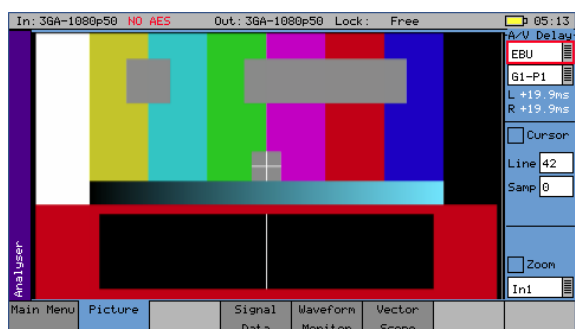 In: 3GA-1080p50 NO AES Out: 3GA-1080p50 Lock: Free 05:13
A/V Delay
EBU
G1-P1
L +19.9ms
R +19.9ms
Cursor
Line 42
Samp 0
Zoom
In1
Analyser
Main Menu Picture Signal Data Waveform Monitor Vector Scope